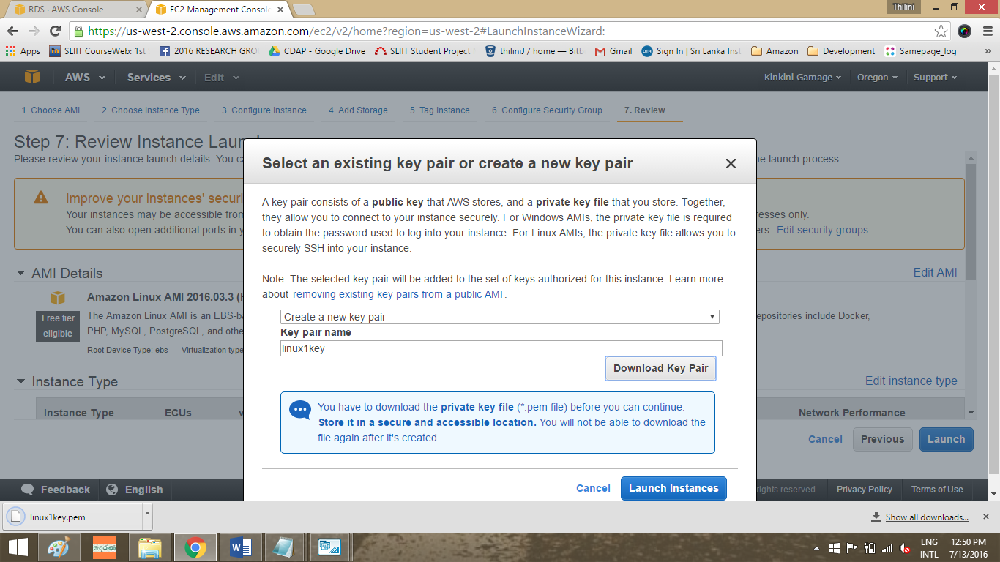 RDS · AWS Console
EC2 Management Console
Thilini
https://us-west-2.console.aws.amazon.com/ec2/v2/home?region=us-west-2#LaunchInstanceWizard:
Apps
SLIIT CourseWeb: 1st
2016 RESEARCH GRO
CDAP - Google Drive
SLIIT Student Project
thiliniJ / home — Bitb
Gmail
Sign In | Sri Lanka Inst
Amazon
Development
Samepage_log
AWS
Services
Edit
Kinkini Gamage
Oregon
Support
1. Choose AMI
2. Choose Instance Type
3. Configure Instance
4. Add Storage
5. Tag Instance
6. Configure Security Group
7. Review
Step 7: Review Instance
Please review your instance launch details. You
he launch process.
Improve your instances'
Your instances may be accessible
resses only.
You can also open additional ports in
ers. Edit security groups
AMI Details
Edit AMI
Free tier
eligible
Amazon Linux AMI 2016.03.3
The Amazon Linux AMI is an
epositories include Docker,
PHP, MySQL, PostgreSQL, and
Root Device Type: ebs Virtualization type
Instance Type
Edit instance type
Instance Type
ECUs
Network Performance
Cancel
Previous
Launch
Select an existing key pair or create a new key pair
A key pair consists of a public key that AWS stores, and a private key file that you store. Together,
they allow you to connect to your instance securely. For Windows AMIs, the private key file is required
to obtain the password used to log into your instance. For Linux AMIs, the private key file allows you to
securely SSH into your instance.
Note: The selected key pair will be added to the set of keys authorized for this instance. Learn more
about removing existing key pairs from a public AMI.
Create a new key pair
Key pair name
linux1key
Download Key Pair
You have to download the private key file (*.pem file) before you can continue.
Store it in a secure and accessible location. You will not be able to download the
file again after it's created.
Cancel
Launch Instances
Feedback
English
rights reserved.
Privacy Policy
Terms of Use
linux1key.pem
Show all downloads...
දෙරණ
ENG
INTL
12:50 PM
7/13/2016